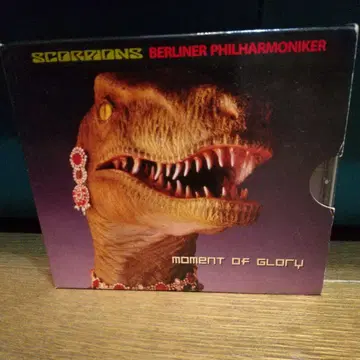 SCORPIONS BERLINER PHILHARMONIKER
MOMENT OF GLORY